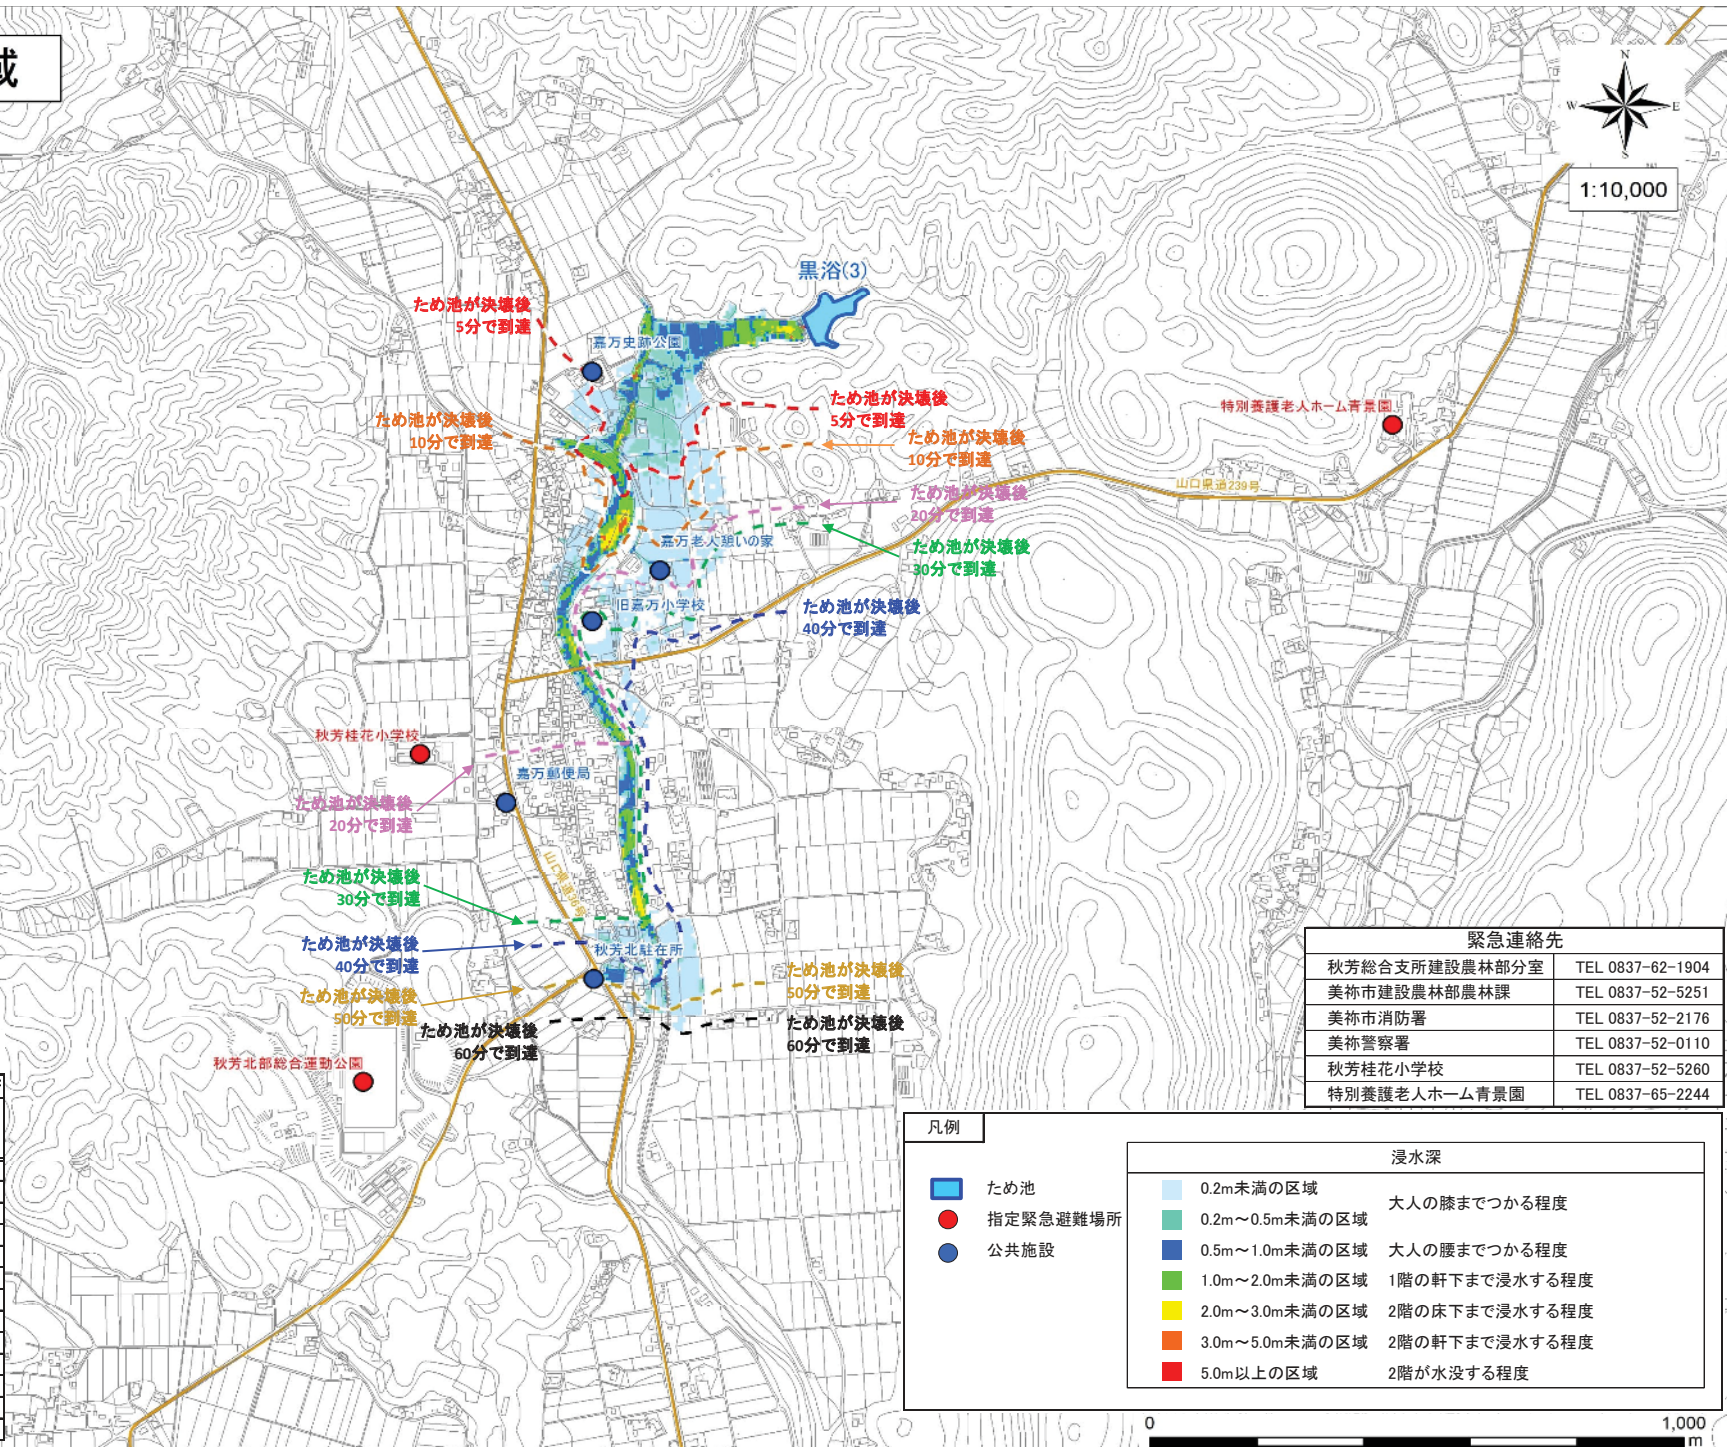 域
N
W
E
S
1:10,000
黒浴(3)
ため池が決壊後
5分で到達
嘉万史跡公園
ため池が決壊後
5分で到達
特別養護老人ホーム青景園
ため池が決壊後
10分で到達
ため池が決壊後
10分で到達
山口県道239号
ため池が決壊後
20分で到達
嘉万老人憩いの家
ため池が決壊後
30分で到達
旧嘉万小学校
ため池が決壊後
40分で到達
秋芳桂花小学校
嘉万郵便局
ため池が決壊後
20分で到達
山口県道36号
ため池が決壊後
30分で到達
ため池が決壊後
40分で到達
秋芳北駐在所
ため池が決壊後
50分で到達
ため池が決壊後
50分で到達
ため池が決壊後
60分で到達
ため池が決壊後
60分で到達
秋芳北部総合運動公園
緊急連絡先
秋芳総合支所建設農林部分室 TEL 0837-62-1904
美祢市建設農林部農林課 TEL 0837-52-5251
美祢市消防署 TEL 0837-52-2176
美祢警察署 TEL 0837-52-0110
秋芳桂花小学校 TEL 0837-52-5260
特別養護老人ホーム青景園 TEL 0837-65-2244
凡例
ため池
指定緊急避難場所
公共施設
浸水深
0.2m未満の区域
大人の膝までつかる程度
0.2m～0.5m未満の区域
0.5m～1.0m未満の区域 大人の腰までつかる程度
1.0m～2.0m未満の区域 1階の軒下まで浸水する程度
2.0m～3.0m未満の区域 2階の床下まで浸水する程度
3.0m～5.0m未満の区域 2階の軒下まで浸水する程度
5.0m以上の区域 2階が水没する程度
0 1,000
m